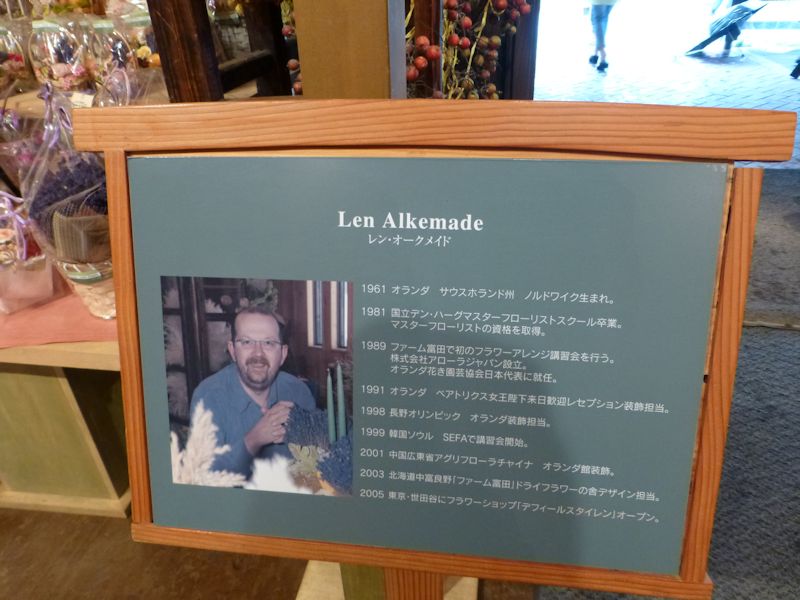 Len Alkemade
レン・オークメイド
1961 オランダ サウスホランド州 ノルドワイク生まれ。
1981 国立デン・ハーグマスターフローリストスクール卒業。
マスターフローリストの資格を取得。
1989 ファーム富田で初のフラワーアレンジ講習会を行う。
株式会社アローラジャパン設立。
オランダ花き園芸協会日本代表に就任。
1991 オランダ ベアトリクス女王陛下来日歓迎レセプション装飾担当。
1998 長野オリンピック オランダ装飾担当。
1999 韓国ソウル SEFAで講習会開始。
2001 中国広東省アグリフローラチャイナ オランダ館装飾。
2003 北海道中富良野「ファーム富田」ドライフラワーの舎デザイン担当。
2005 東京・世田谷にフラワーショップ「デフィールスタイレン」オープン。